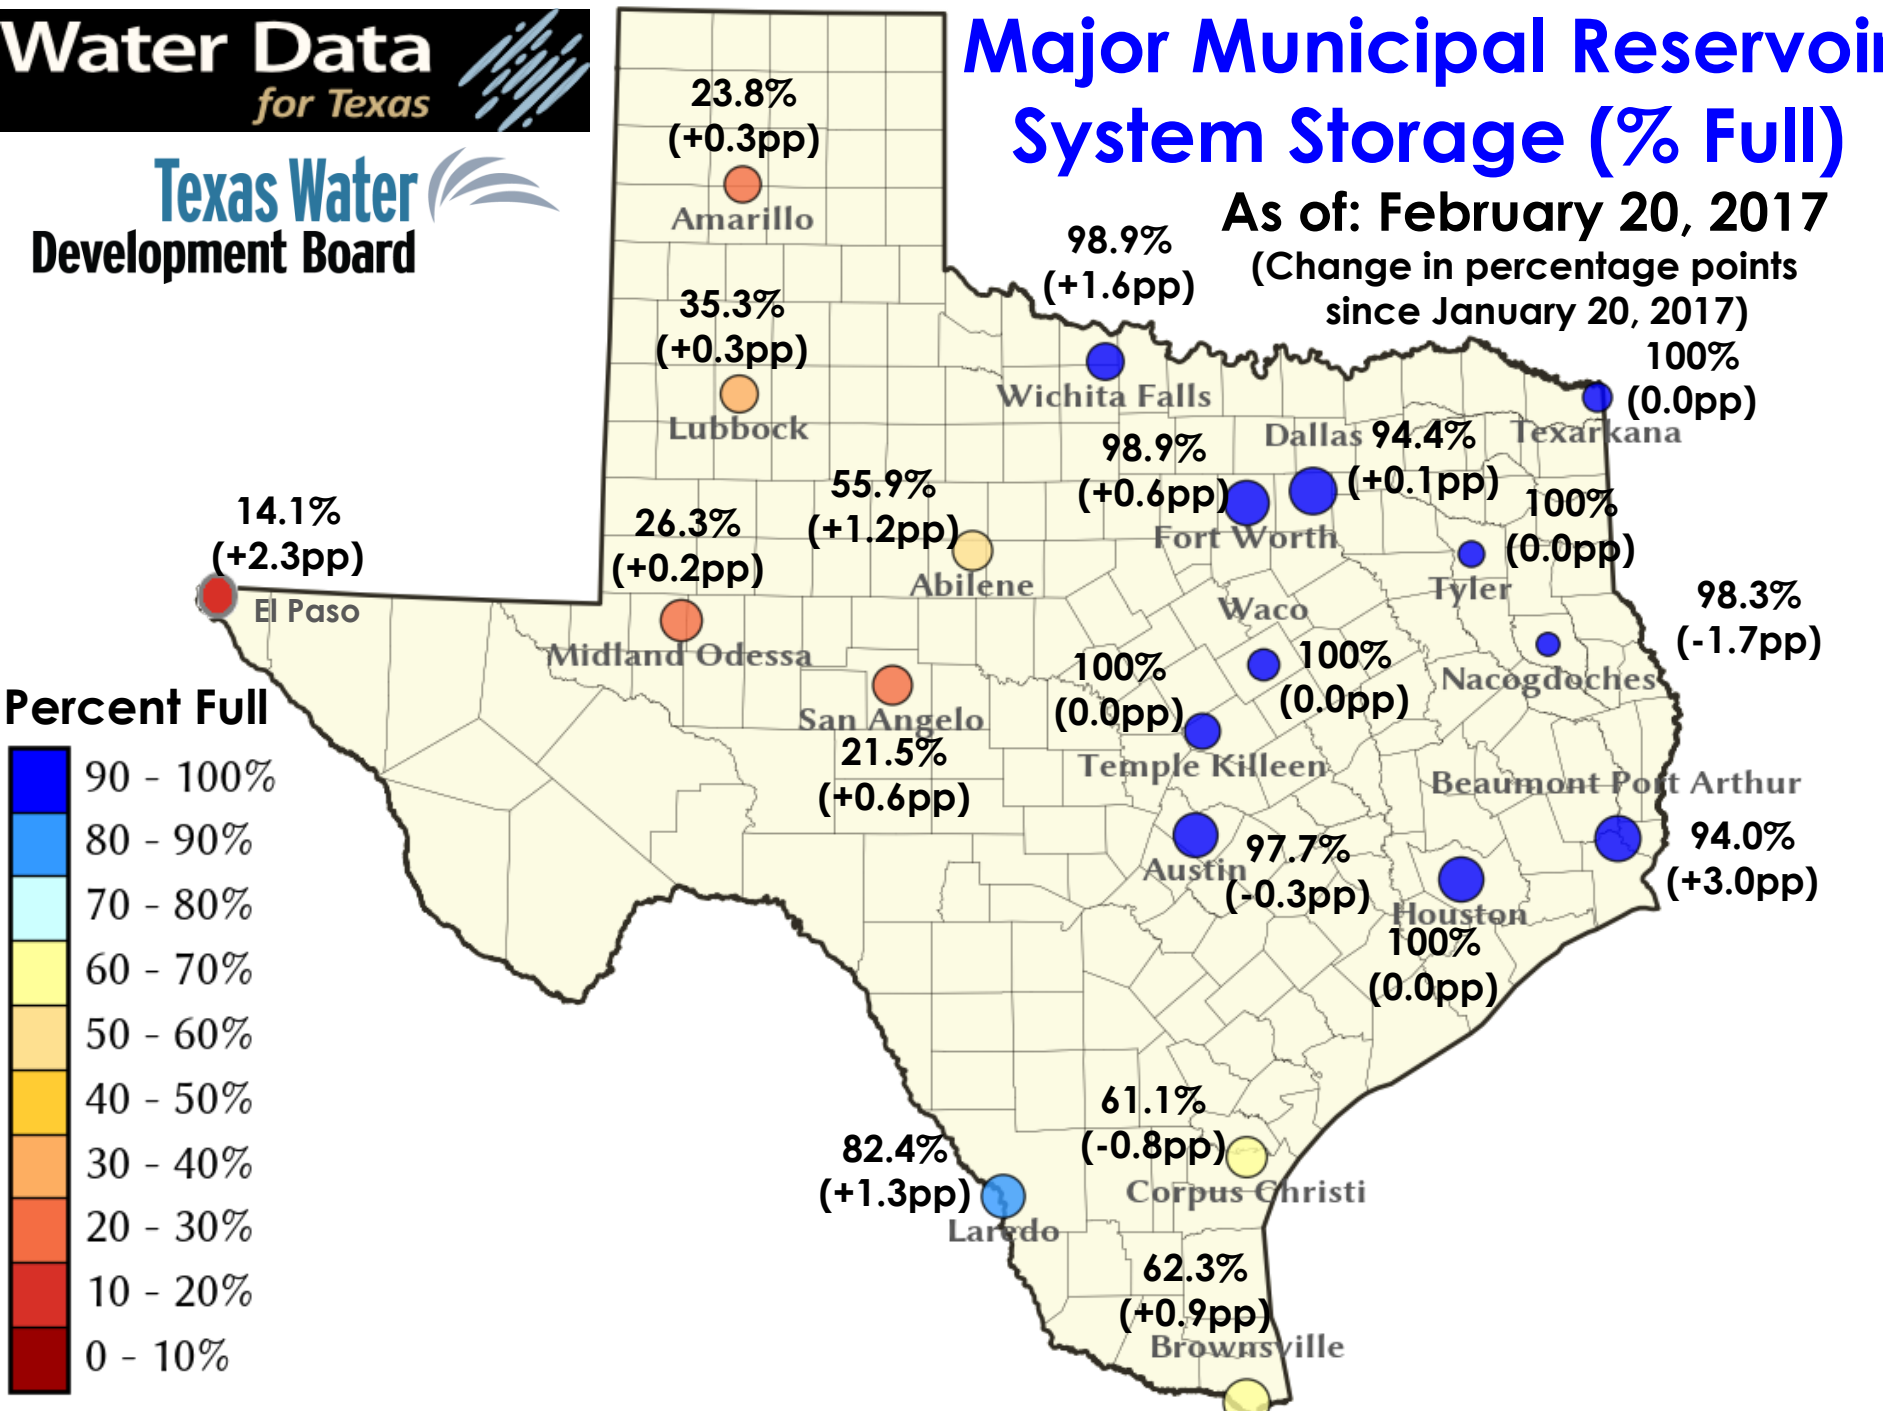 Water Data
for Texas
Texas Water
Development Board
Major Municipal Reservoir
System Storage (% Full)
As of: February 20, 2017
(Change in percentage points
since January 20, 2017)
23.8%
(+0.3pp)
Amarillo
98.9%
(+1.6pp)
Wichita Falls
35.3%
(+0.3pp)
Lubbock
100%
(0.0pp)
Texarkana
98.9%
(+0.6pp)
Fort Worth
Dallas 94.4%
(+0.1pp)
55.9%
(+1.2pp)
Abilene
14.1%
(+2.3pp)
El Paso
26.3%
(+0.2pp)
Midland Odessa
100%
(0.0pp)
Tyler
98.3%
(-1.7pp)
Nacogdoches
Waco
100%
(0.0pp)
100%
(0.0pp)
Temple Killeen
San Angelo
21.5%
(+0.6pp)
Beaumont Port Arthur
94.0%
(+3.0pp)
Austin
97.7%
(-0.3pp)
Houston
100%
(0.0pp)
61.1%
(-0.8pp)
Corpus Christi
82.4%
(+1.3pp)
Laredo
62.3%
(+0.9pp)
Brownsville
Percent Full
90 - 100%
80 - 90%
70 - 80%
60 - 70%
50 - 60%
40 - 50%
30 - 40%
20 - 30%
10 - 20%
0 - 10%